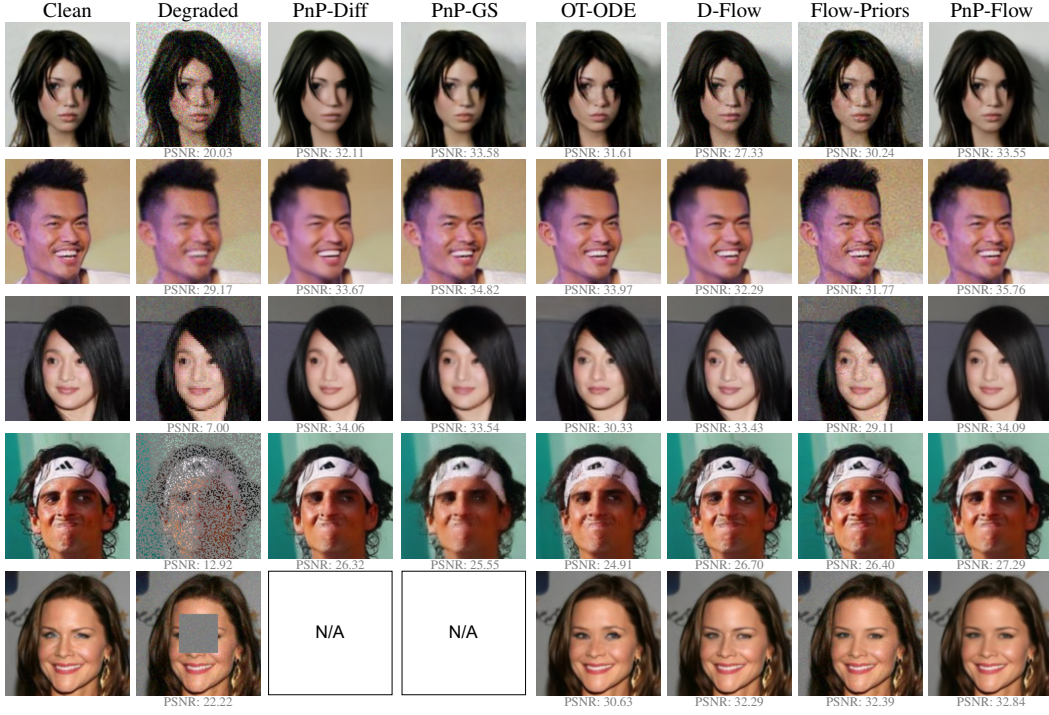 Clean Degraded PnP-Diff PnP-GS OT-ODE D-Flow Flow-Priors PnP-Flow
PSNR: 20.03 PSNR: 32.11 PSNR: 33.58 PSNR: 31.61 PSNR: 27.33 PSNR: 30.24 PSNR: 33.55
PSNR: 29.17 PSNR: 33.67 PSNR: 34.82 PSNR: 33.97 PSNR: 32.29 PSNR: 31.77 PSNR: 35.76
PSNR: 7.00 PSNR: 34.06 PSNR: 33.54 PSNR: 30.33 PSNR: 33.43 PSNR: 29.11 PSNR: 34.09
PSNR: 12.92 PSNR: 26.32 PSNR: 25.55 PSNR: 24.91 PSNR: 26.70 PSNR: 26.40 PSNR: 27.29
N/A N/A
PSNR: 22.22 PSNR: 30.63 PSNR: 32.29 PSNR: 32.39 PSNR: 32.84